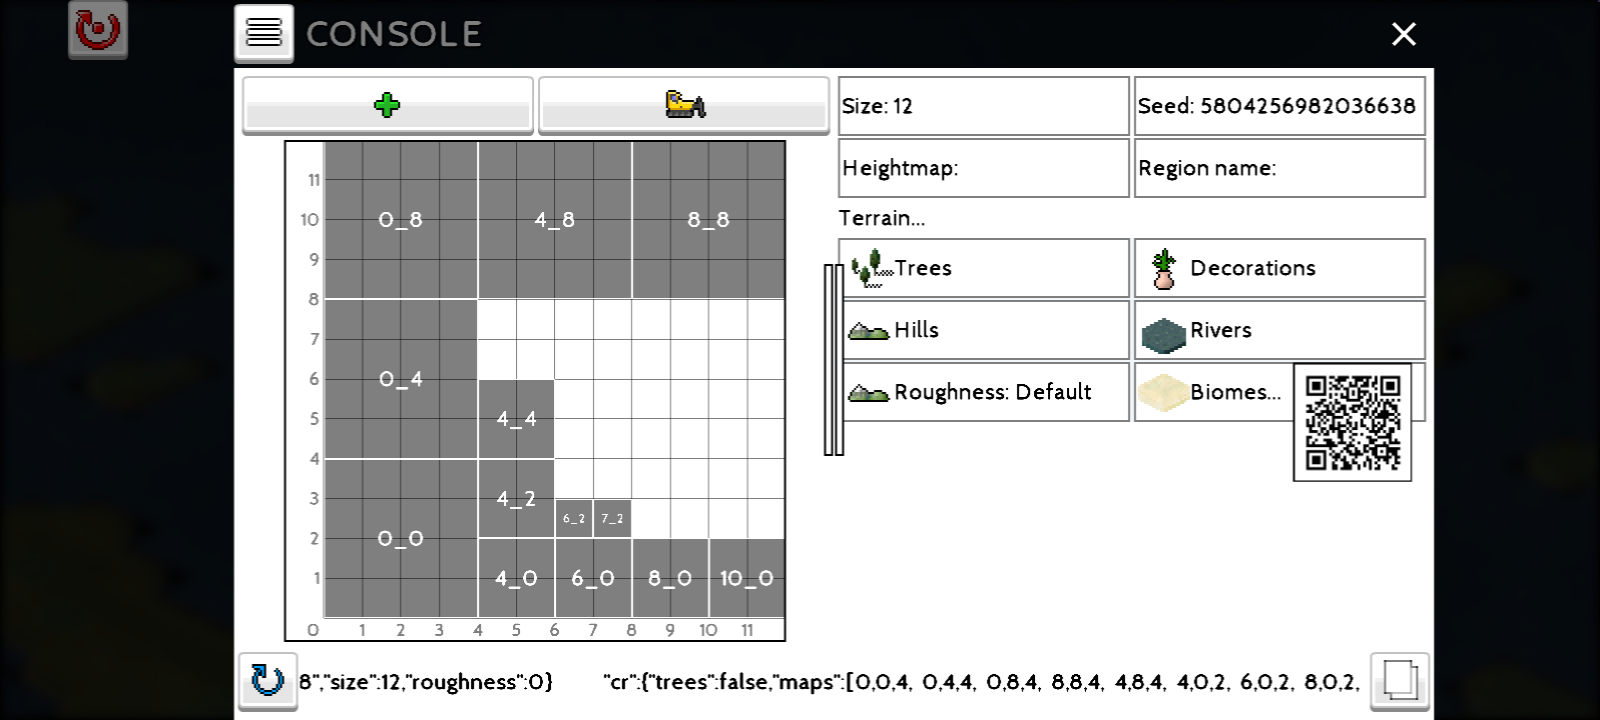 CONSOLE
Size: 12
Seed: 5804256982036638
Heightmap:
Region name:
Terrain...
Trees
Decorations
Hills
Rivers
Roughness: Default
Biomes...
11
10
9
8
7
6
5
4
3
2
1
0_8
4_8
8_8
0_4
4_4
4_2
6_2
7_2
0_0
4_0
6_0
8_0
10_0
0 1 2 3 4 5 6 7 8 9 10 11
8","size":12,"roughness":0} "cr":{"trees":false,"maps":[0,0,4, 0,4,4, 0,8,4, 8,8,4, 4,8,4, 4,0,2, 6,0,2, 8,0,2,